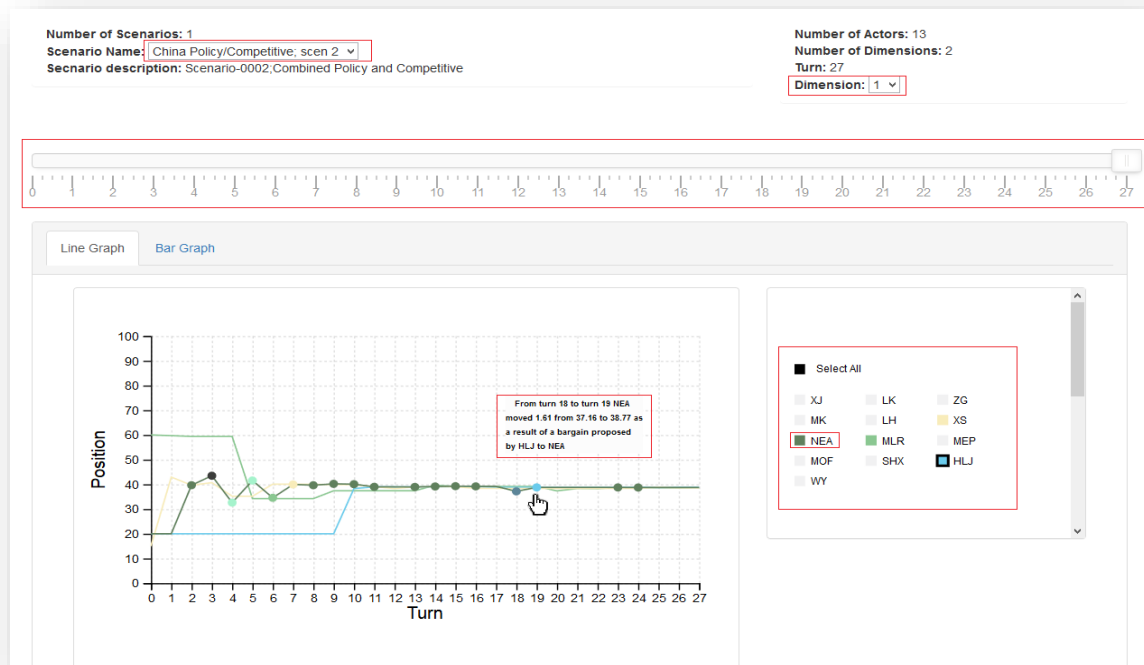 Number of Scenarios: 1
Scenario Name: China Policy/Competitive; scen 2
Secnario description: Scenario-0002;Combined Policy and Competitive
Number of Actors: 13
Number of Dimensions: 2
Turn: 27
Dimension: 1
0 1 2 3 4 5 6 7 8 9 10 11 12 13 14 15 16 17 18 19 20 21 22 23 24 25 26 27
Line Graph Bar Graph
100
90
80
70
60
50
40
30
20
10
0
Position
From turn 18 to turn 19 NEA
moved 1.61 from 37.16 to 38.77 as
a result of a bargain proposed
by HLJ to NEA
0 1 2 3 4 5 6 7 8 9 10 11 12 13 14 15 16 17 18 19 20 21 22 23 24 25 26 27
Turn
Select All
XJ LK ZG
MK LH XS
NEA MLR MEP
MOF SHX HLJ
WY